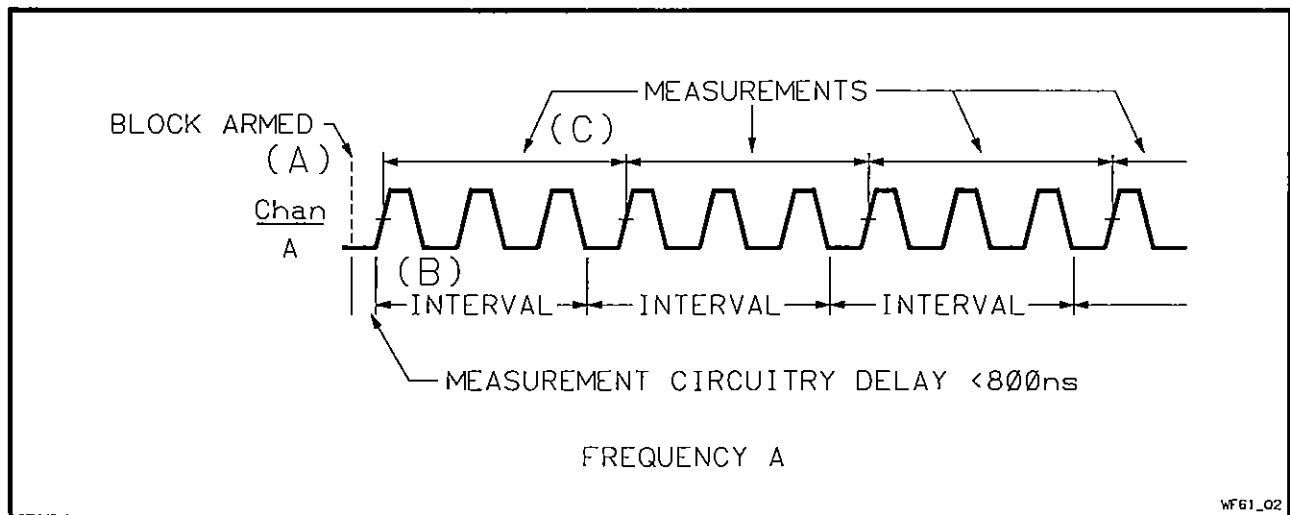 MEASUREMENTS
BLOCK ARMED
(A)
(C)
Chan
A
(B)
INTERVAL
INTERVAL
INTERVAL
MEASUREMENT CIRCUITRY DELAY <800ns
FREQUENCY A
WF61_02